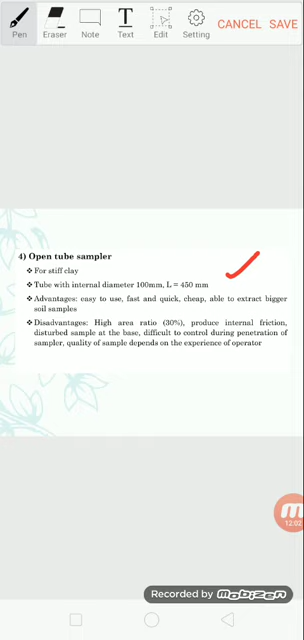 Pen Eraser Note Text Edit Setting CANCEL SAVE
4) Open tube sampler
❖ For stiff clay
❖ Tube with internal diameter 100mm, L = 450 mm
❖ Advantages: easy to use, fast and quick, cheap, able to extract bigger
soil samples
❖ Disadvantages: High area ratio (30%), produce internal friction,
disturbed sample at the base, difficult to control during penetration of
sampler, quality of sample depends on the experience of operator
12:02
Recorded by mobizen